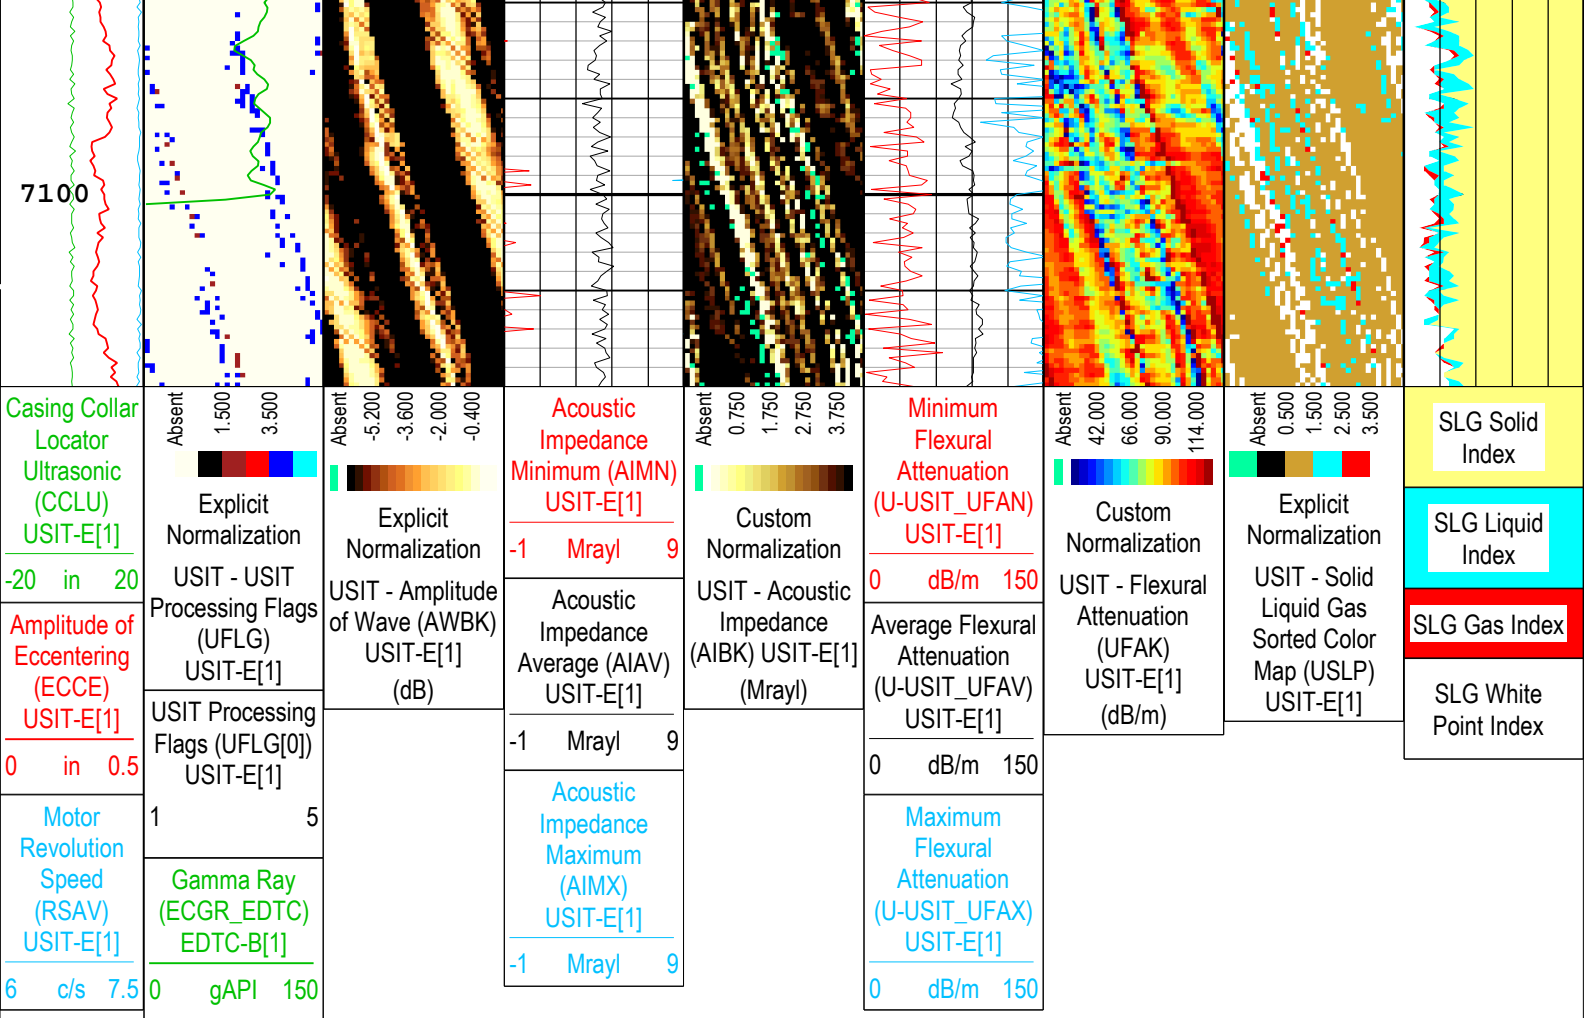 7100
Casing Collar
Locator
Ultrasonic
(CCLU)
USIT-E[1]
-20 in 20
Amplitude of
Eccentering
(ECCE)
USIT-E[1]
0 in 0.5
Motor
Revolution
Speed
(RSAV)
USIT-E[1]
6 c/s 7.5
Absent 1.500 3.500
Explicit
Normalization
USIT - USIT
Processing Flags
(UFLG)
USIT-E[1]
USIT Processing
Flags (UFLG[0])
USIT-E[1]
1 5
Gamma Ray
(ECGR_EDTC)
EDTC-B[1]
0 gAPI 150
Absent -5.200 -3.600 -2.000 -0.400
Explicit
Normalization
USIT - Amplitude
of Wave (AWBK)
USIT-E[1]
(dB)
Acoustic
Impedance
Minimum (AIMN)
USIT-E[1]
-1 Mrayl 9
Acoustic
Impedance
Average (AIAV)
USIT-E[1]
-1 Mrayl 9
Acoustic
Impedance
Maximum
(AIMX)
USIT-E[1]
-1 Mrayl 9
Absent 0.750 1.750 2.750 3.750
Custom
Normalization
USIT - Acoustic
Impedance
(AIBK) USIT-E[1]
(Mrayl)
Minimum
Flexural
Attenuation
(U-USIT_UFAN)
USIT-E[1]
0 dB/m 150
Average Flexural
Attenuation
(U-USIT_UFAV)
USIT-E[1]
0 dB/m 150
Maximum
Flexural
Attenuation
(U-USIT_UFAX)
USIT-E[1]
0 dB/m 150
Absent 42.000 66.000 90.000 114.000
Custom
Normalization
USIT - Flexural
Attenuation
(UFAK)
USIT-E[1]
(dB/m)
Absent 0.500 1.500 2.500 3.500
Explicit
Normalization
USIT - Solid
Liquid Gas
Sorted Color
Map (USLP)
USIT-E[1]
SLG Solid
Index
SLG Liquid
Index
SLG Gas Index
SLG White
Point Index